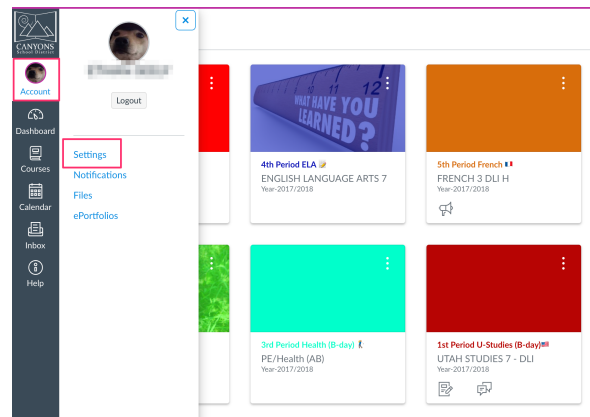 CANYONS
School District
Account
Dashboard
Courses
Calendar
Inbox
Help
×
Logout
Settings
Notifications
Files
ePortfolios
10 11 12
WHAT HAVE YOU
LEARNED?
4th Period ELA
ENGLISH LANGUAGE ARTS 7
Year-2017/2018
5th Period French
FRENCH 3 DLI H
Year-2017/2018
3rd Period Health (B-day)
PE/Health (AB)
Year-2017/2018
1st Period U-Studies (B-day)
UTAH STUDIES 7 - DLI
Year-2017/2018